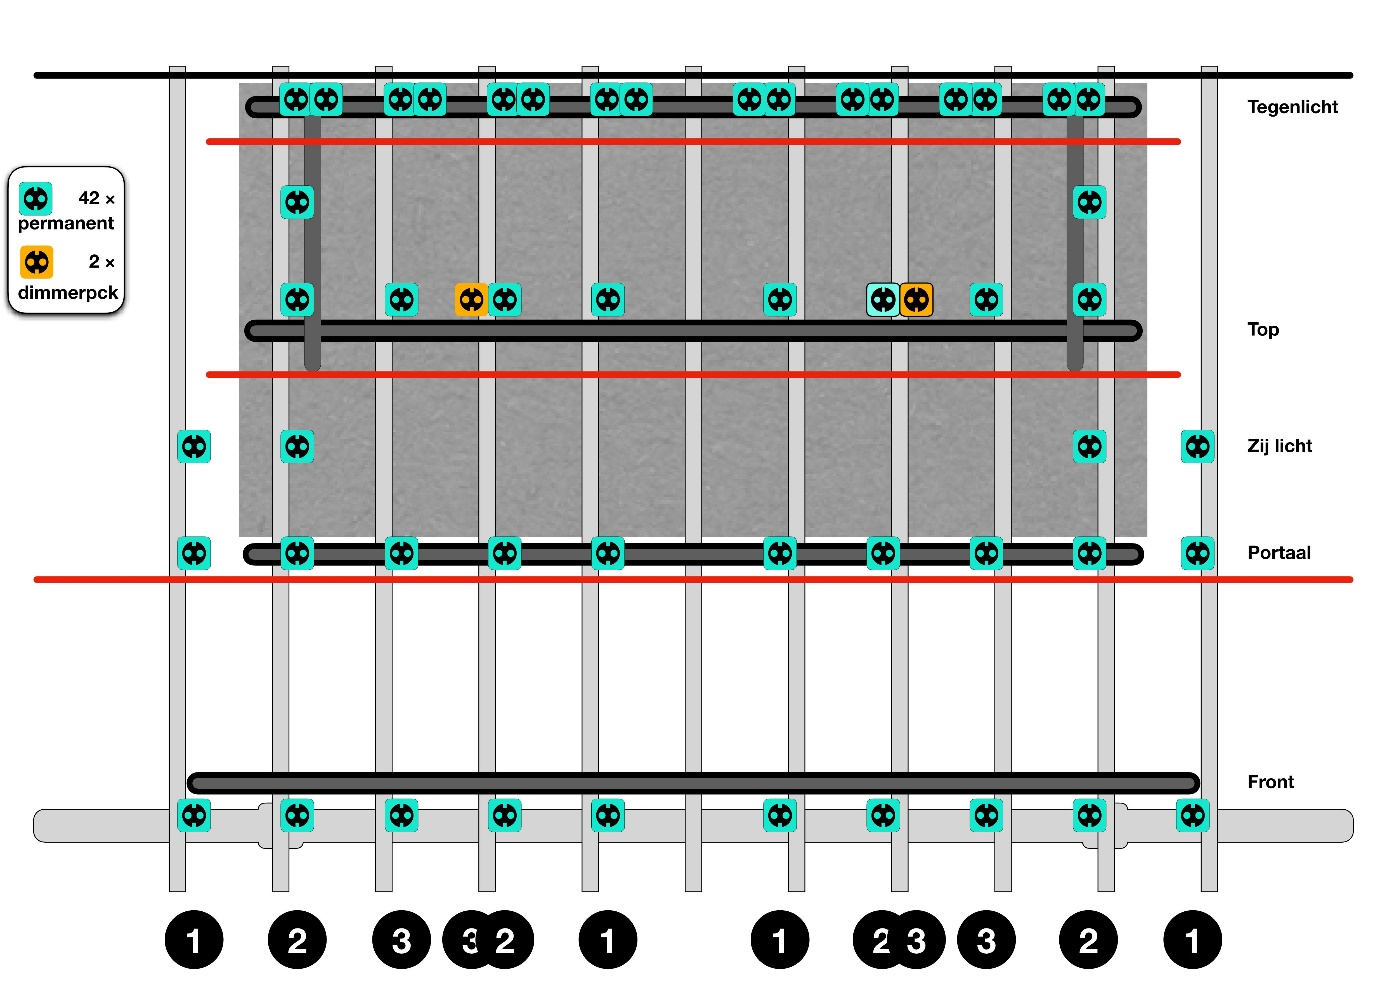 Tegenlicht
42 ×
permanent
2 ×
dimmerpck
Top
Zij licht
Portaal
Front
1 2 3 3 2 1 1 2 3 3 2 1